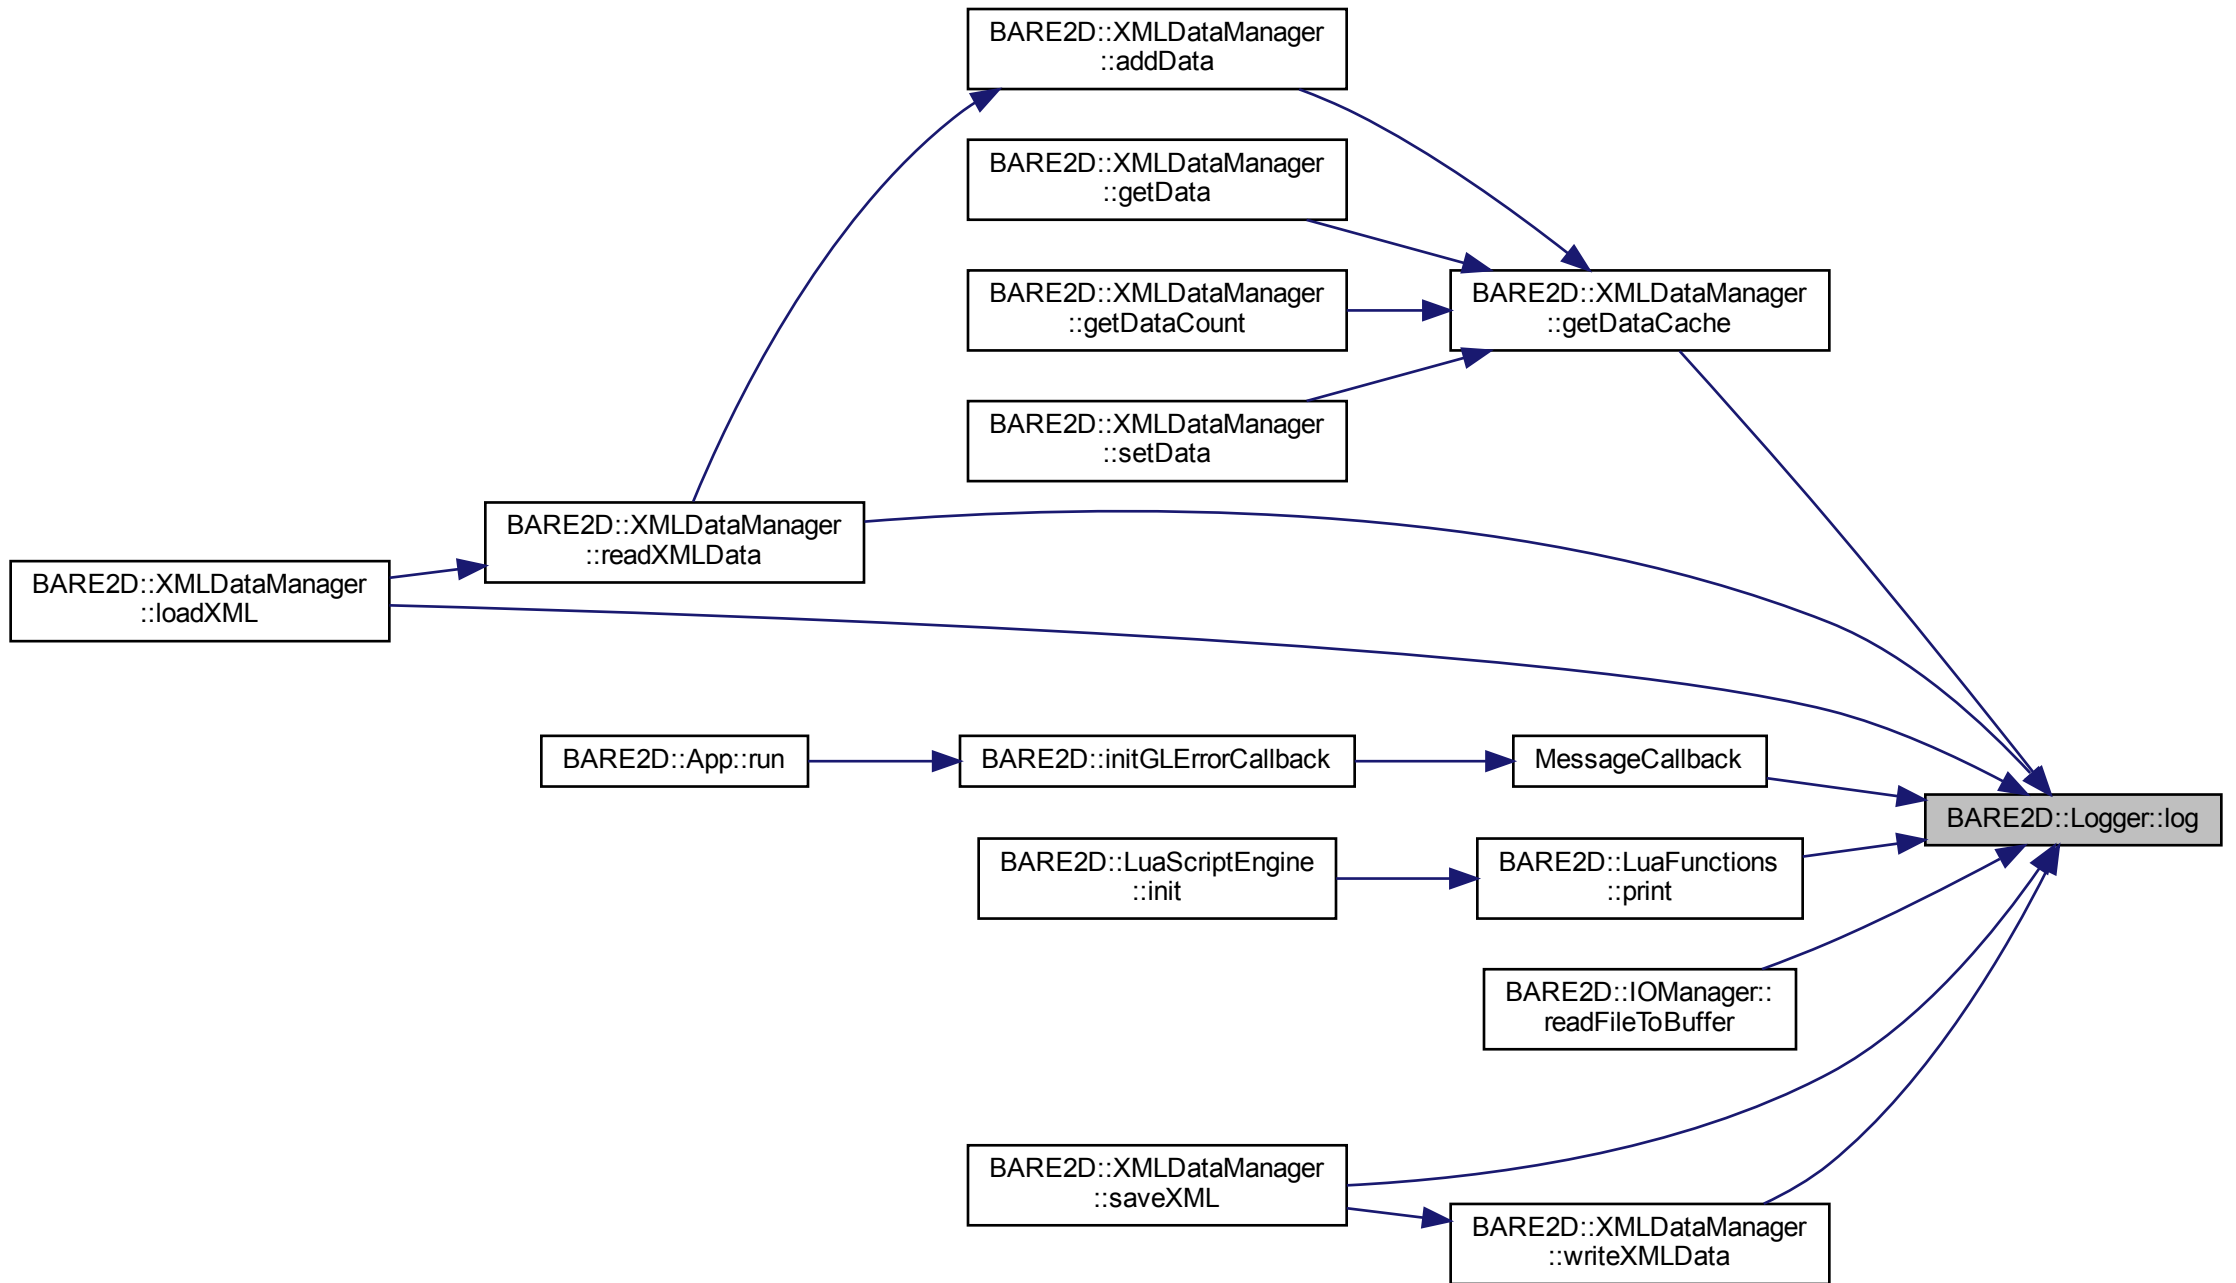 BARE2D::XMLDataManager
::addData
BARE2D::XMLDataManager
::getData
BARE2D::XMLDataManager
::getDataCount
BARE2D::XMLDataManager
::getDataCache
BARE2D::XMLDataManager
::setData
BARE2D::XMLDataManager
::readXMLData
BARE2D::XMLDataManager
::loadXML
BARE2D::App::run
BARE2D::initGLErrorCallback
MessageCallback
BARE2D::Logger::log
BARE2D::LuaScriptEngine
::init
BARE2D::LuaFunctions
::print
BARE2D::IOManager::
readFileToBuffer
BARE2D::XMLDataManager
::saveXML
BARE2D::XMLDataManager
::writeXMLData